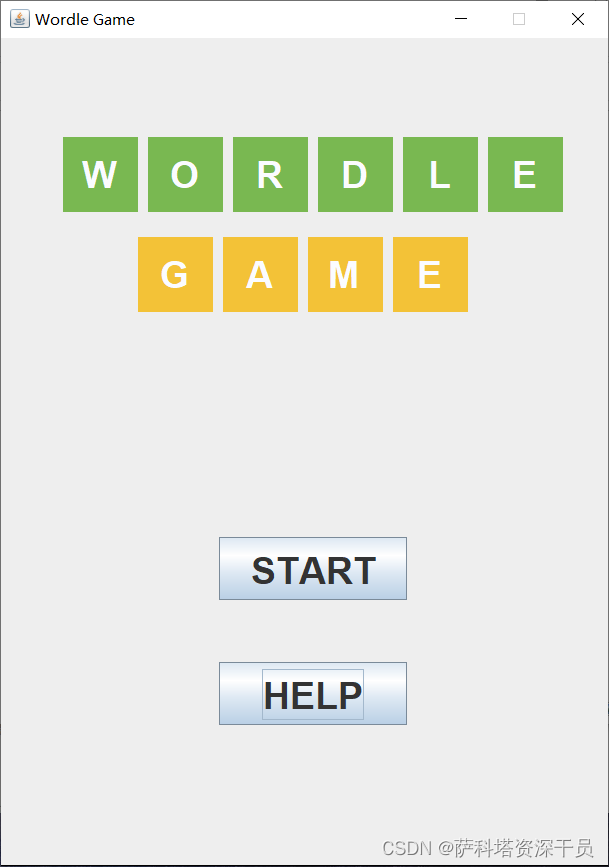 Wordle Game
W O R D L E
G A M E
START
HELP
CSDN @萨科塔资深干员